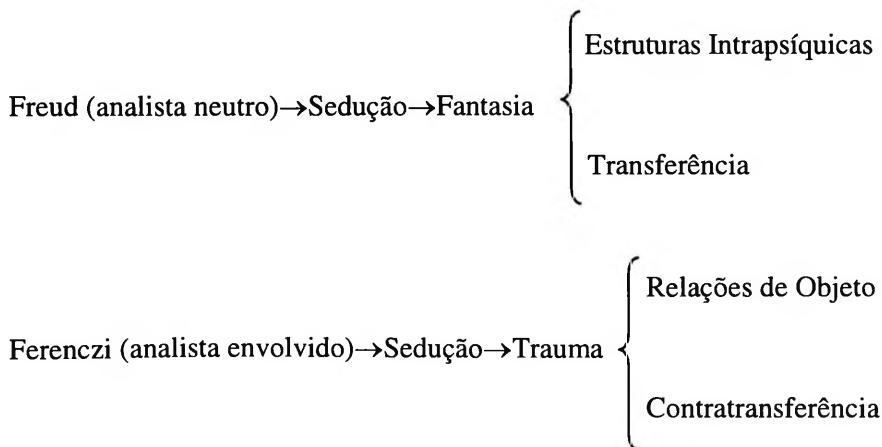 Estruturas Intrapsíquicas
Freud (analista neutro)→Sedução→Fantasia
Transferência
Relações de Objeto
Ferenczi (analista envolvido)→Sedução→Trauma
Contratransferência